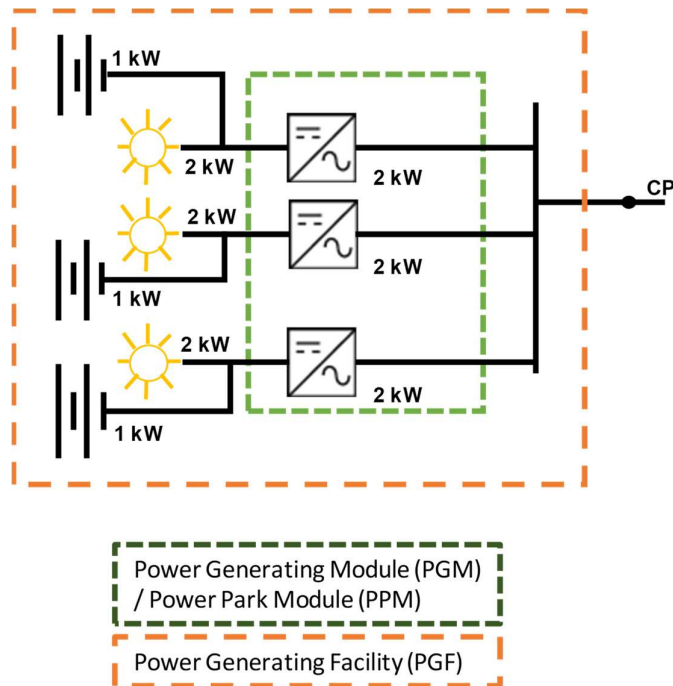 1 kW
2 kW
2 kW
2 kW
2 kW
1 kW
CP
2 kW
2 kW
1 kW
Power Generating Module (PGM)
/ Power Park Module (PPM)
Power Generating Facility (PGF)